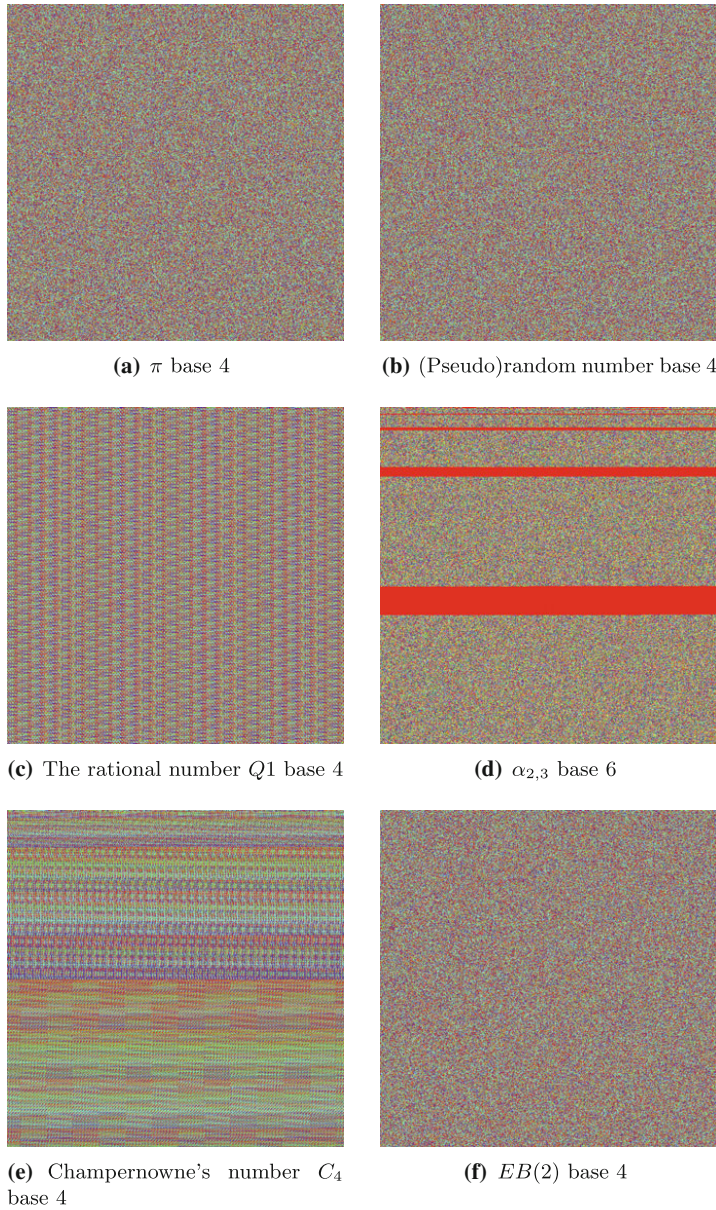 (a) π base 4
(b) (Pseudo)random number base 4
(c) The rational number Q1 base 4
(d) α2,3 base 6
(e) Champernowne's number C4
base 4
(f) EB(2) base 4